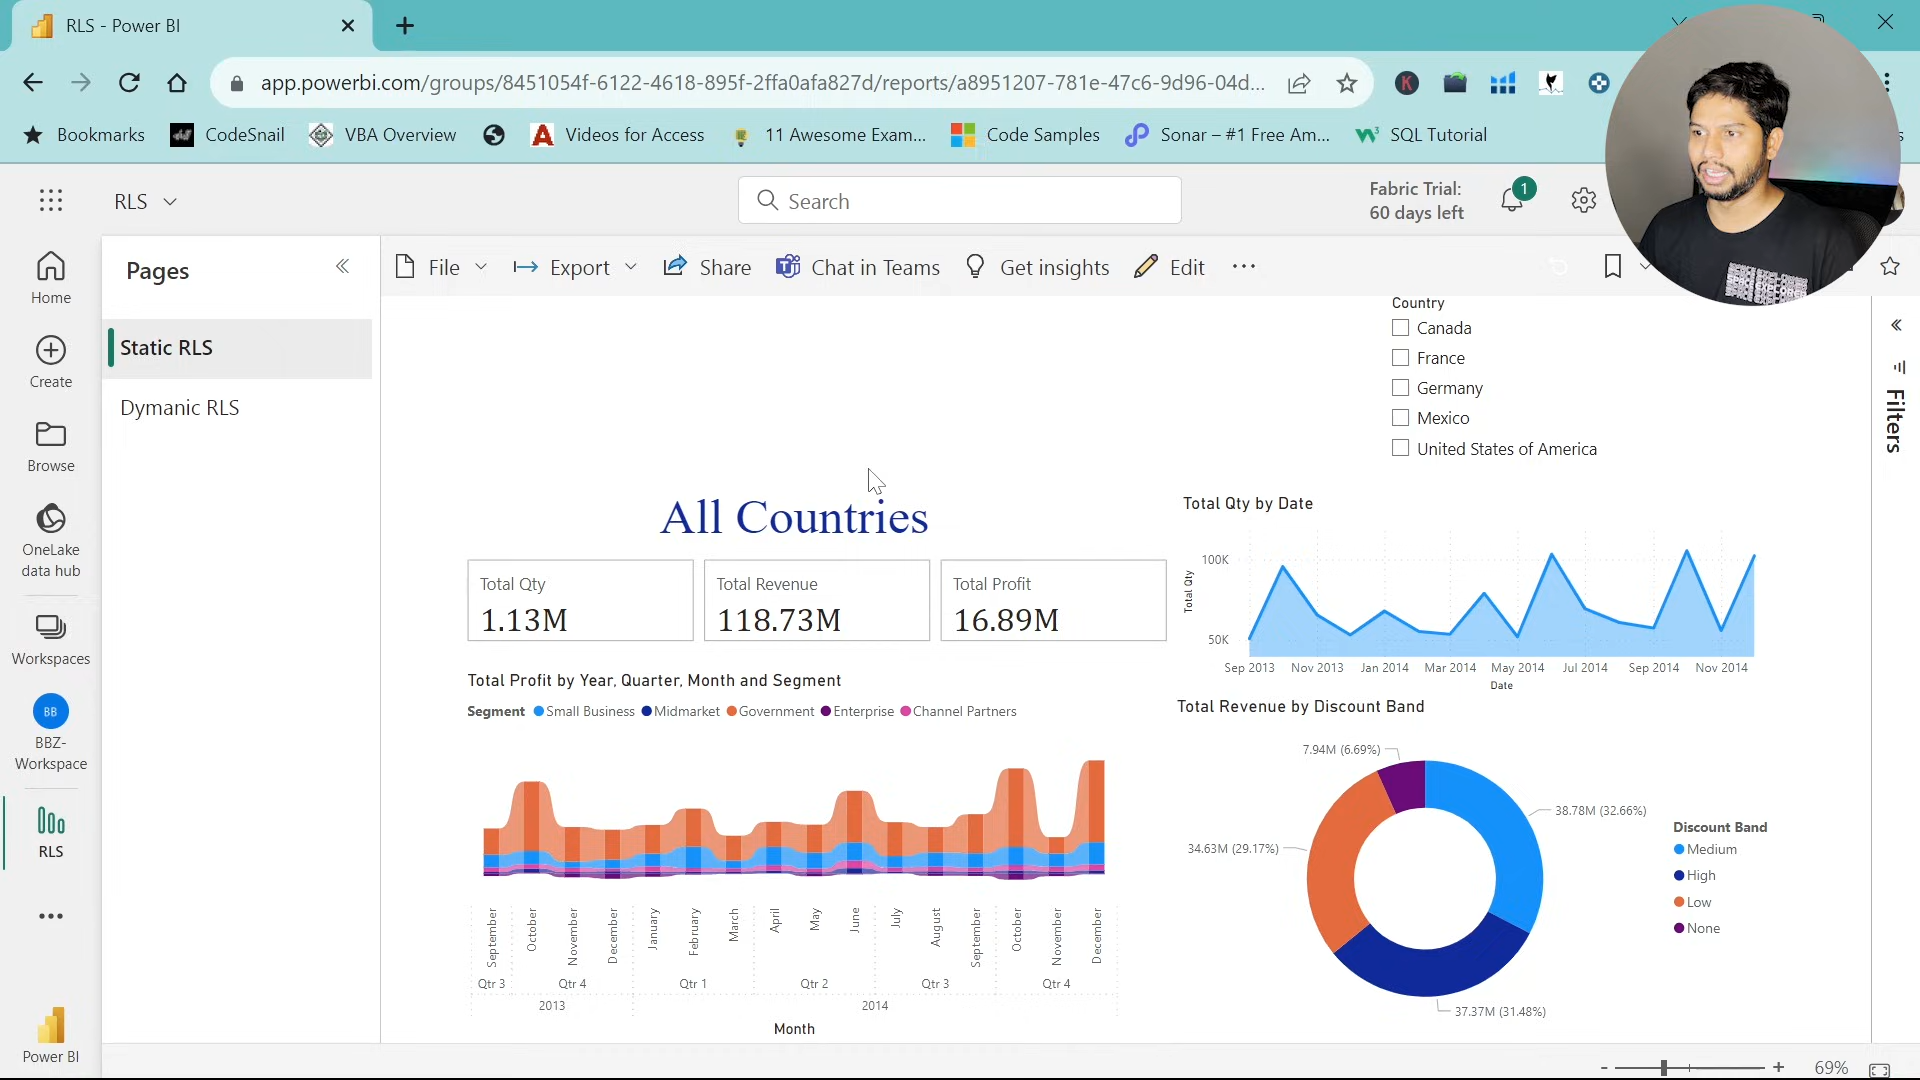 RLS - Power BI
app.powerbi.com/groups/8451054f-6122-4618-895f-2ffa0afa827d/reports/a8951207-781e-47c6-9d96-04d...
Bookmarks
CodeSnail
VBA Overview
Videos for Access
11 Awesome Exam...
Code Samples
Sonar – #1 Free Am...
SQL Tutorial
RLS
Search
Fabric Trial:
60 days left
1
Home
Create
Browse
OneLake
data hub
Workspaces
BB
BBZ-
Workspace
RLS
Power BI
Pages
Static RLS
Dymanic RLS
File
Export
Share
Chat in Teams
Get insights
Edit
Country
Canada
France
Germany
Mexico
United States of America
Filters
All Countries
Total Qty
1.13M
Total Revenue
118.73M
Total Profit
16.89M
Total Qty by Date
Total Qty
100K
50K
Sep 2013 Nov 2013 Jan 2014 Mar 2014 May 2014 Jul 2014 Sep 2014 Nov 2014
Date
Total Profit by Year, Quarter, Month and Segment
Segment Small Business Midmarket Government Enterprise Channel Partners
September October November December January February March April May June July August September October November December
Qtr 3 Qtr 4 Qtr 1 Qtr 2 Qtr 3 Qtr 4
2013 2014
Month
Total Revenue by Discount Band
7.94M (6.69%)
38.78M (32.66%)
34.63M (29.17%)
37.37M (31.48%)
Discount Band
Medium
High
Low
None
69%